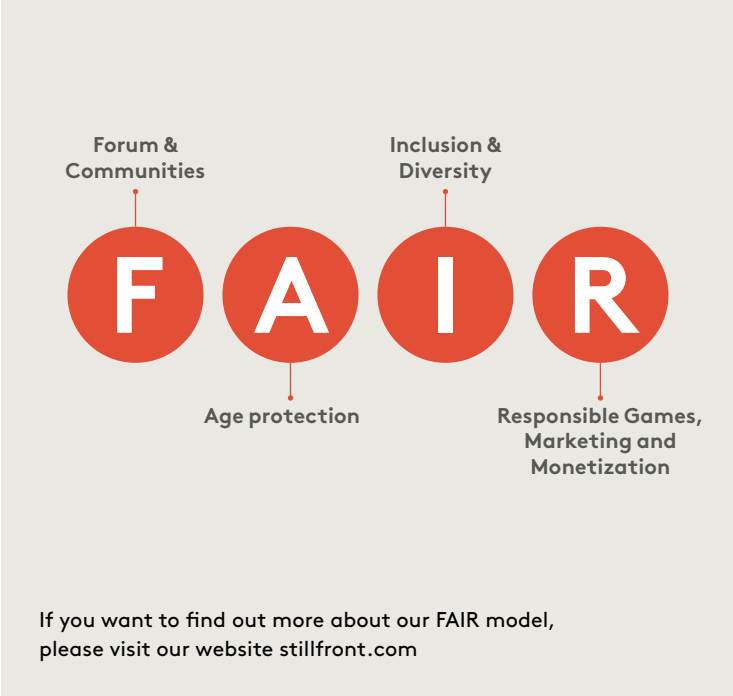 Forum &
Communities
Inclusion &
Diversity
F A I R
Age protection
Responsible Games,
Marketing and
Monetization
If you want to find out more about our FAIR model,
please visit our website stillfront.com